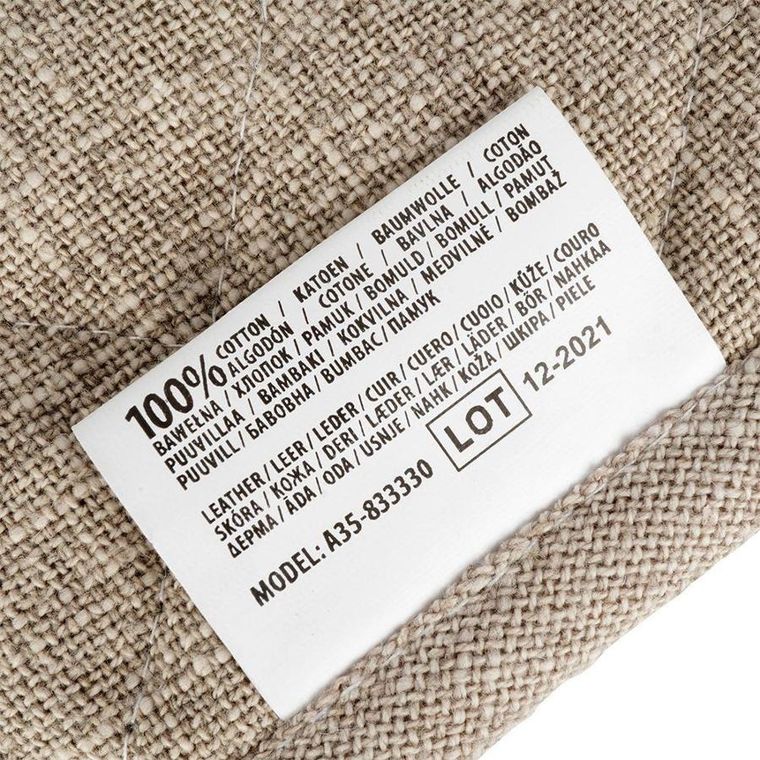 100% COTTON / KATOEN / BAUMWOLLE / COTON
ALGODÓN / COTONE / BAVLNA / ALGODÃO
BAWEŁNA / ХЛОПОК / PAMUK / BOMULD / BOMULL / PAMUT
PUUVILLAA / BAMBAKI / KOKVILNA / MEDVILNĖ / BOMBAŽ
PUUVILL / БАВОВНА / BUMBAC / ПАМУК
LEATHER / LEER / LEDER / CUIR / CUERO / CUOIO / KŮŽE / COURO
SKÓRA / КОЖА / DERI / LÆDER / LÆR / LÄDER / BŐR / NAHKAA
ΔΕΡΜΑ / ĀDA / ODA / USNJE / NAHK / KOŽA / ШКІРА / PIELE
MODEL: A35-833330 LOT 12-2021